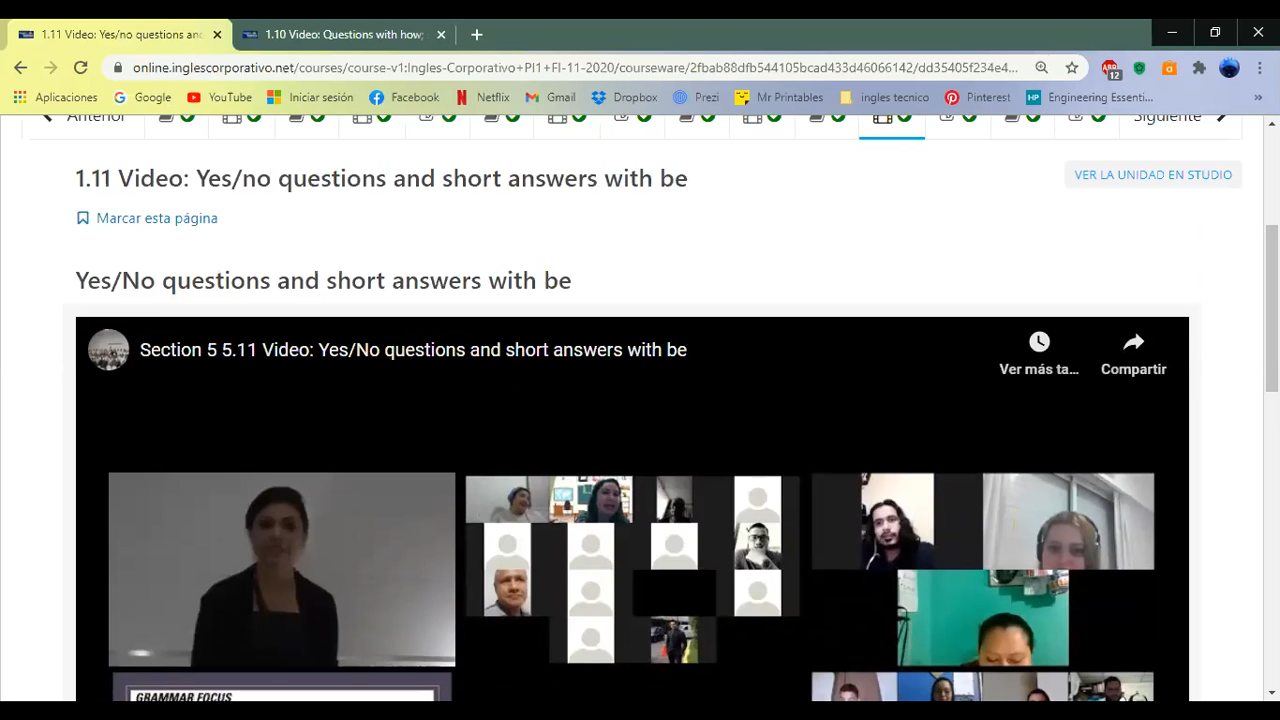 1.11 Video: Yes/no questions and
1.10 Video: Questions with how;
online.inglescorporativo.net/courses/course-v1:Ingles-Corporativo+PI1+FI-11-2020/courseware/2fbab88dfb544105bcad433d46066142/dd35405f234e4...
12
Aplicaciones
Google
YouTube
Iniciar sesión
Facebook
Netflix
Gmail
Dropbox
Prezi
Mr Printables
ingles tecnico
Pinterest
HP
Engineering Essenti...
Anterior
Siguiente
1.11 Video: Yes/no questions and short answers with be
VER LA UNIDAD EN STUDIO
Marcar esta página
Yes/No questions and short answers with be
Section 5 5.11 Video: Yes/No questions and short answers with be
Ver más ta...
Compartir
GRAMMAR FOCUS